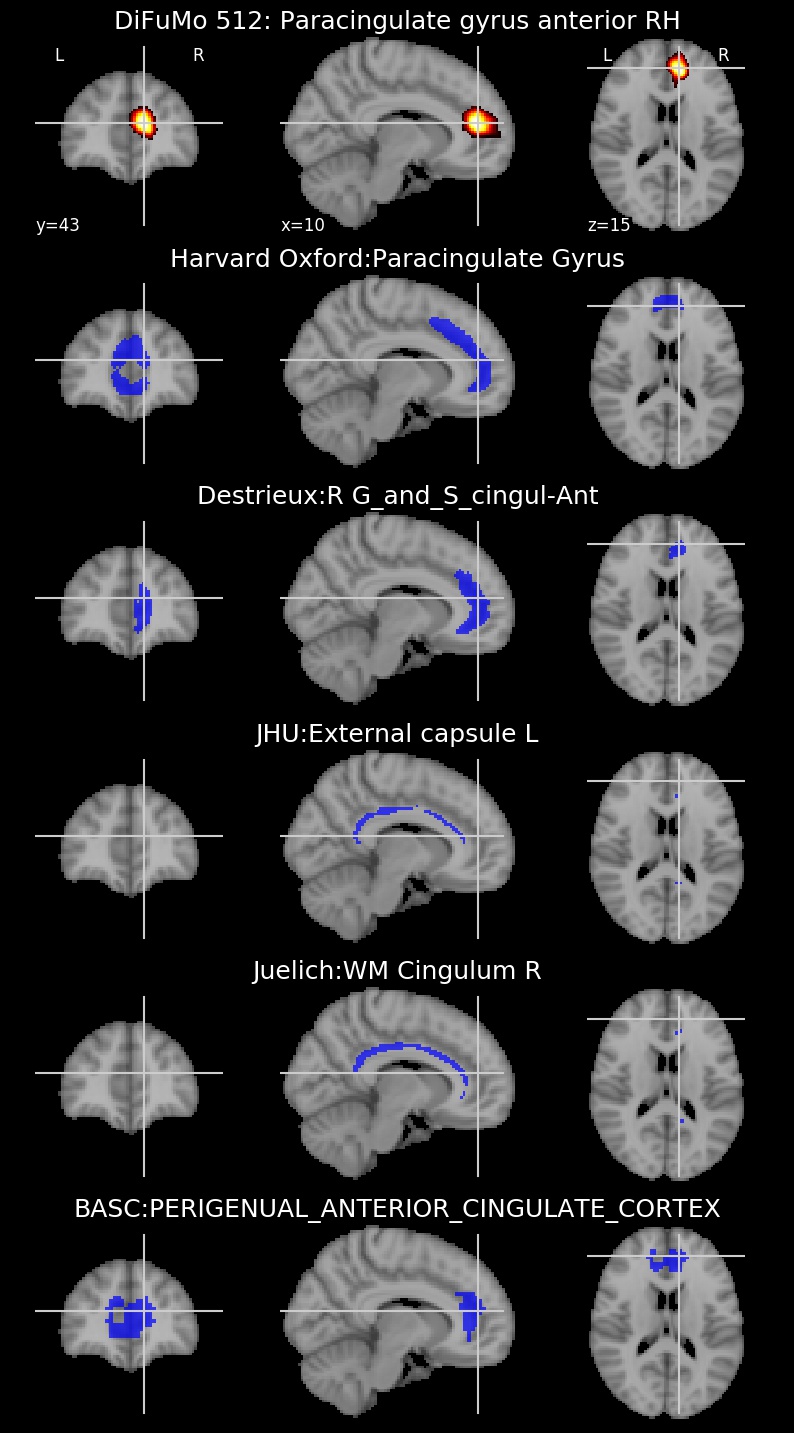 DiFuMo 512: Paracingulate gyrus anterior RH
L R L R
y=43 x=10 z=15
Harvard Oxford:Paracingulate Gyrus
Destrieux:R G_and_S_cingul-Ant
JHU:External capsule L
Juelich:WM Cingulum R
BASC:PERIGENUAL_ANTERIOR_CINGULATE_CORTEX